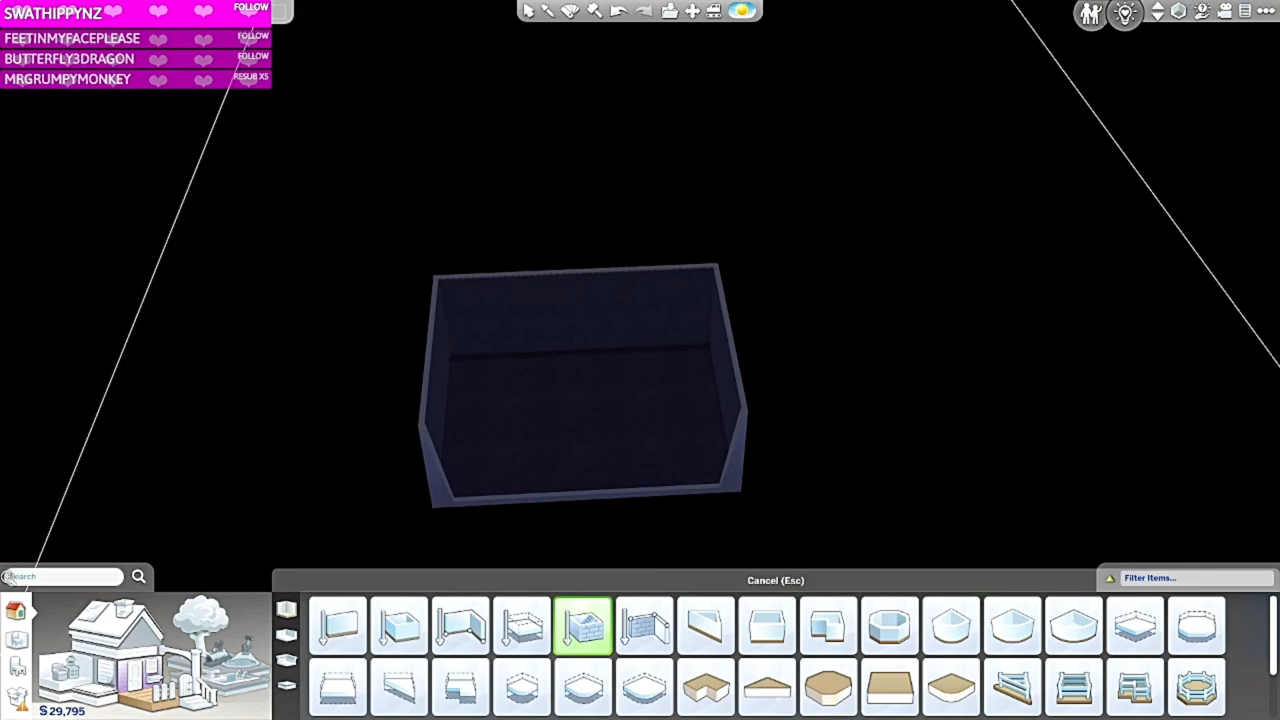 SWATHIPPYNZ FOLLOW
FEETINMYFACEPLEASE FOLLOW
BUTTERFLY3DRAGON FOLLOW
MRGRUMPYMONKEY RESUB X5
Search
Cancel (Esc)
Filter Items...
$29,795